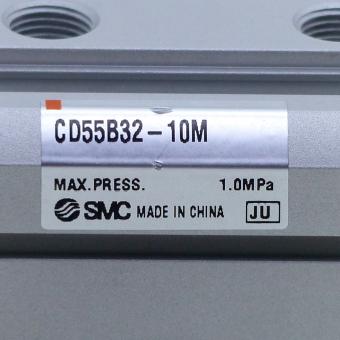 CD55B32-10M
MAX.PRESS. 1.0MPa
SMC MADE IN CHINA JU